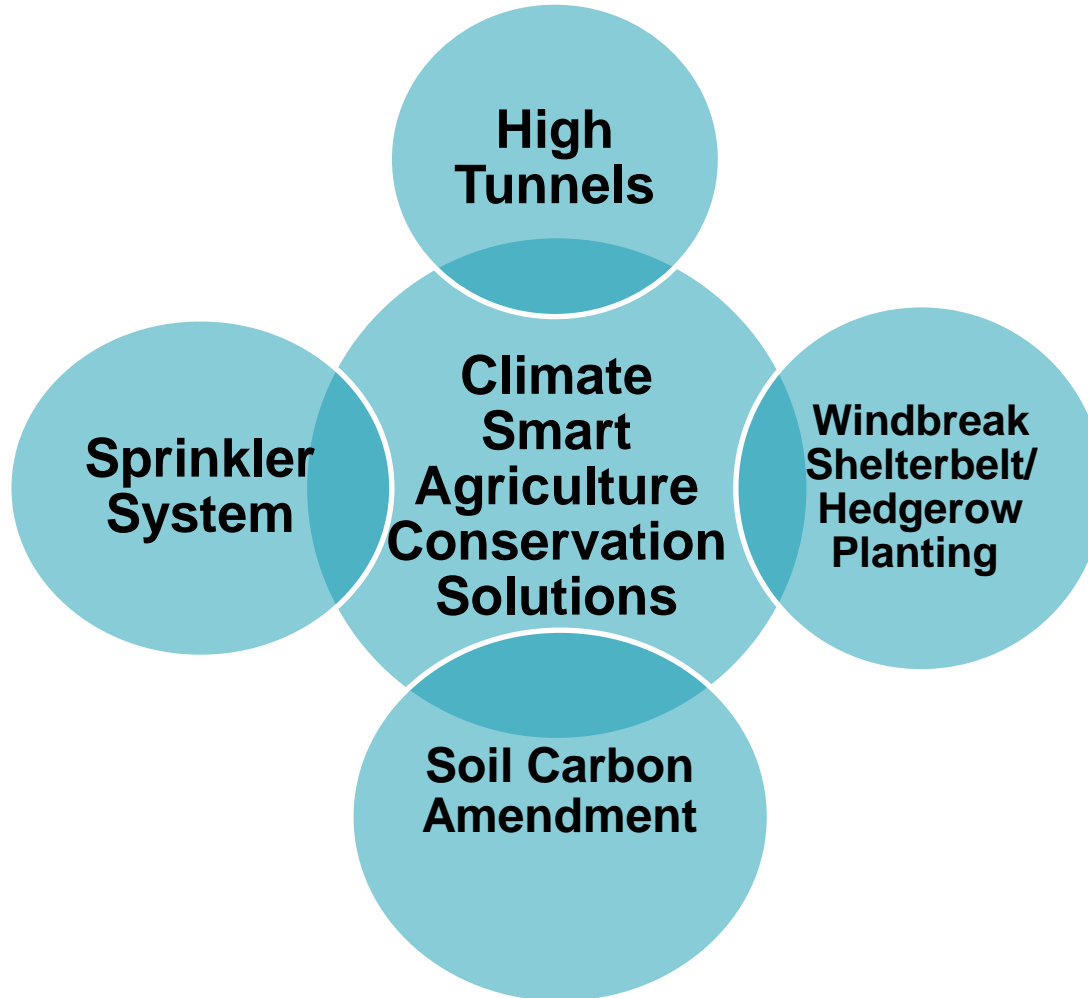 High
Tunnels
Climate
Smart
Agriculture
Conservation
Solutions
Sprinkler
System
Windbreak
Shelterbelt/
Hedgerow
Planting
Soil Carbon
Amendment